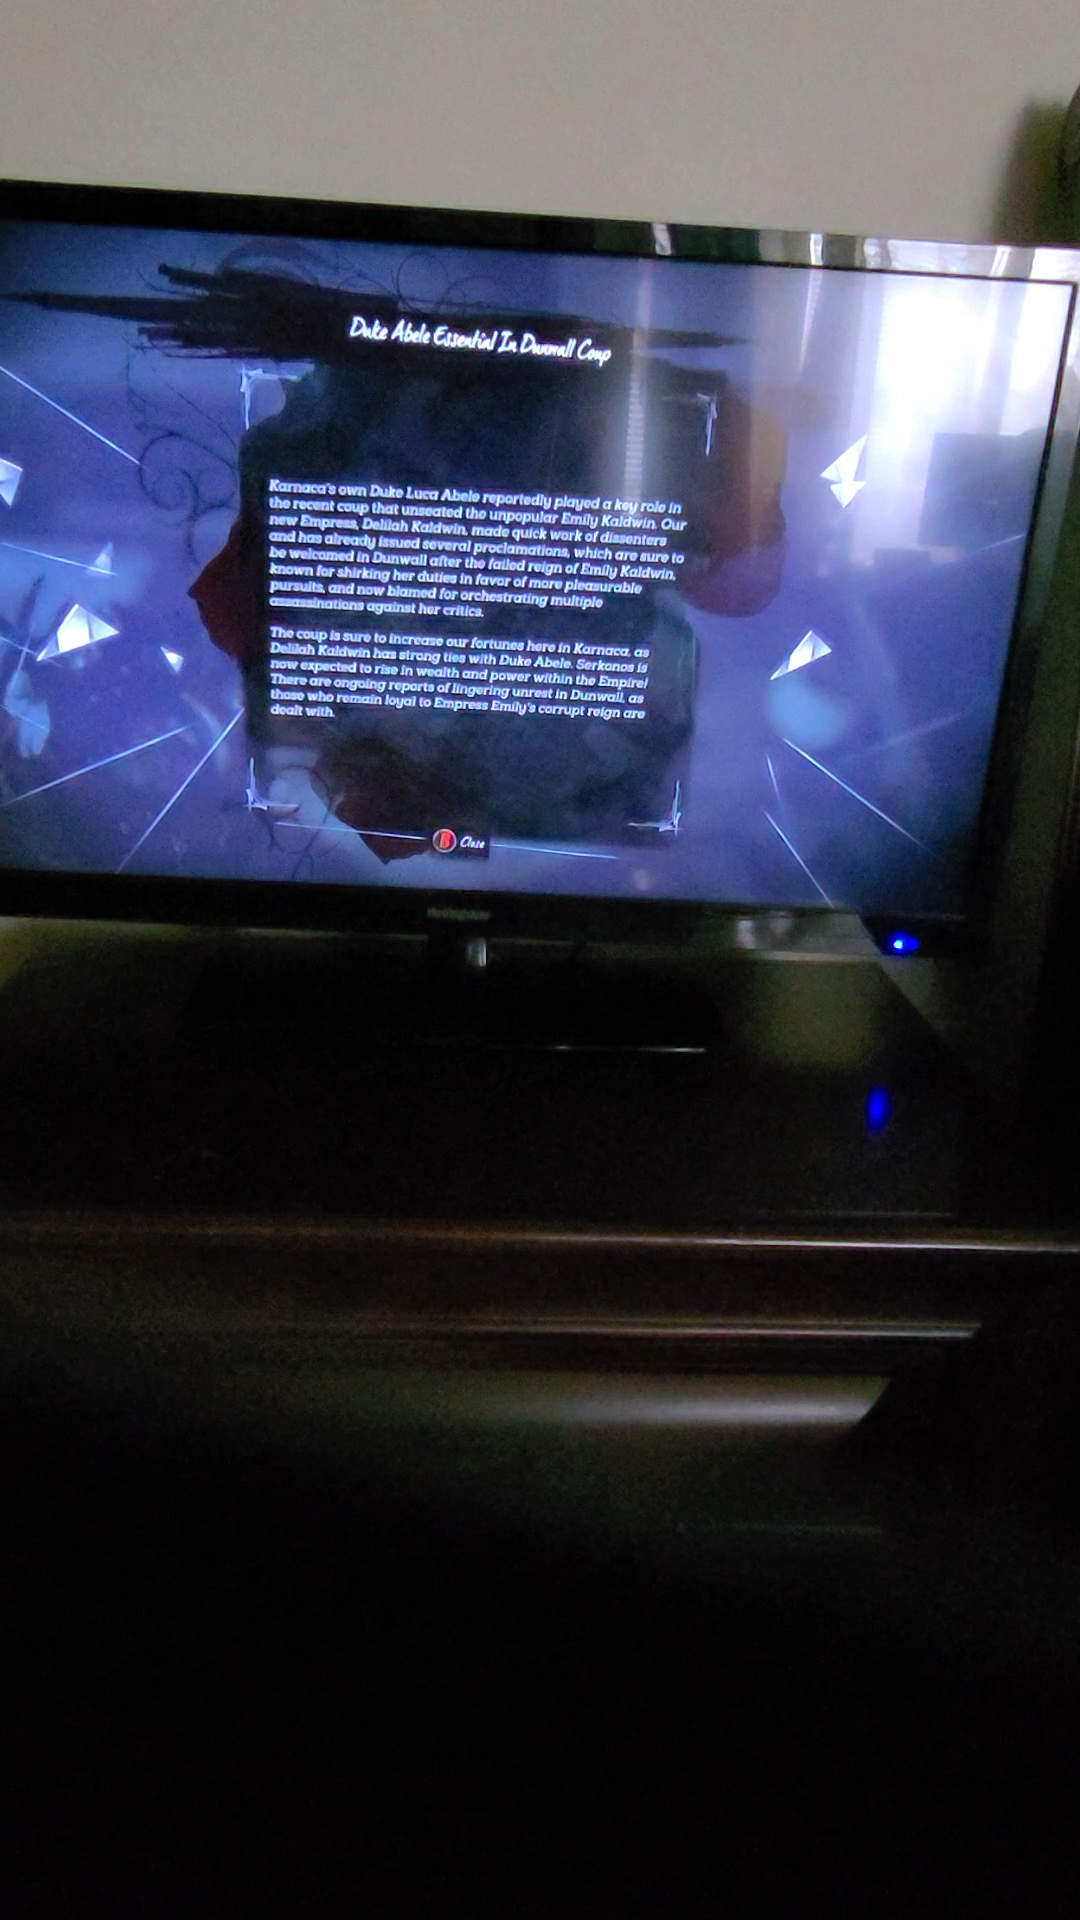 Duke Abele Essential In Dunwall Coup
Karnaca's own Duke Luca Abele reportedly played a key role in
the recent coup that unseated the unpopular Emily Kaldwin. Our
new Empress, Delilah Kaldwin, made quick work of dissenters
and has already issued several proclamations, which are sure to
be welcomed in Dunwall after the failed reign of Emily Kaldwin,
known for shirking her duties in favor of more pleasurable
pursuits, and now blamed for orchestrating multiple
assassinations against her critics.
The coup is sure to increase our fortunes here in Karnaca, as
Delilah Kaldwin has strong ties with Duke Abele. Serkonos is
now expected to rise in wealth and power within the Empire!
There are ongoing reports of lingering unrest in Dunwall, as
those who remain loyal to Empress Emily's corrupt reign are
dealt with.
B Close